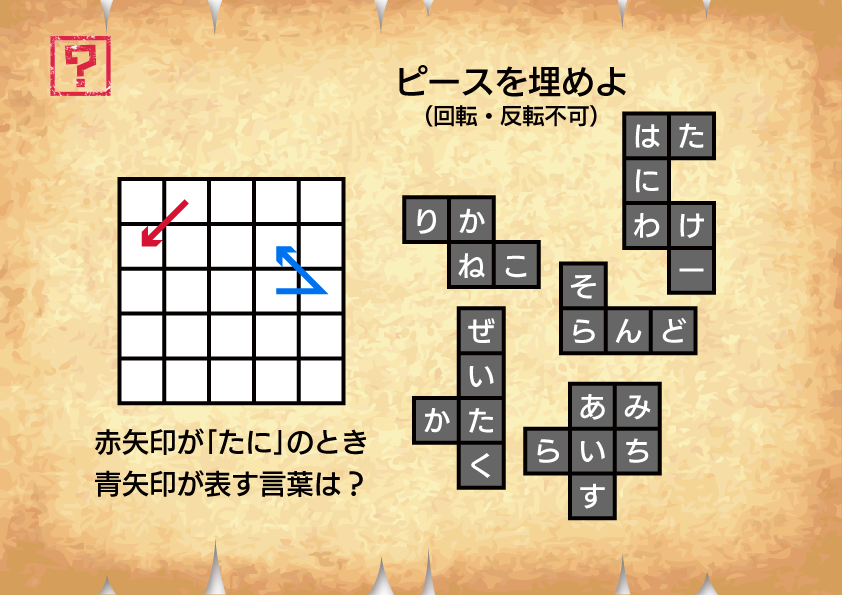 ?
ピースを埋めよ
(回転・反転不可)
はた
に
わけ
ー
りか
ねこ
そ
らんど
ぜ
い
かた
く
あみ
らいち
す
赤矢印が「たに」のとき
青矢印が表す言葉は?